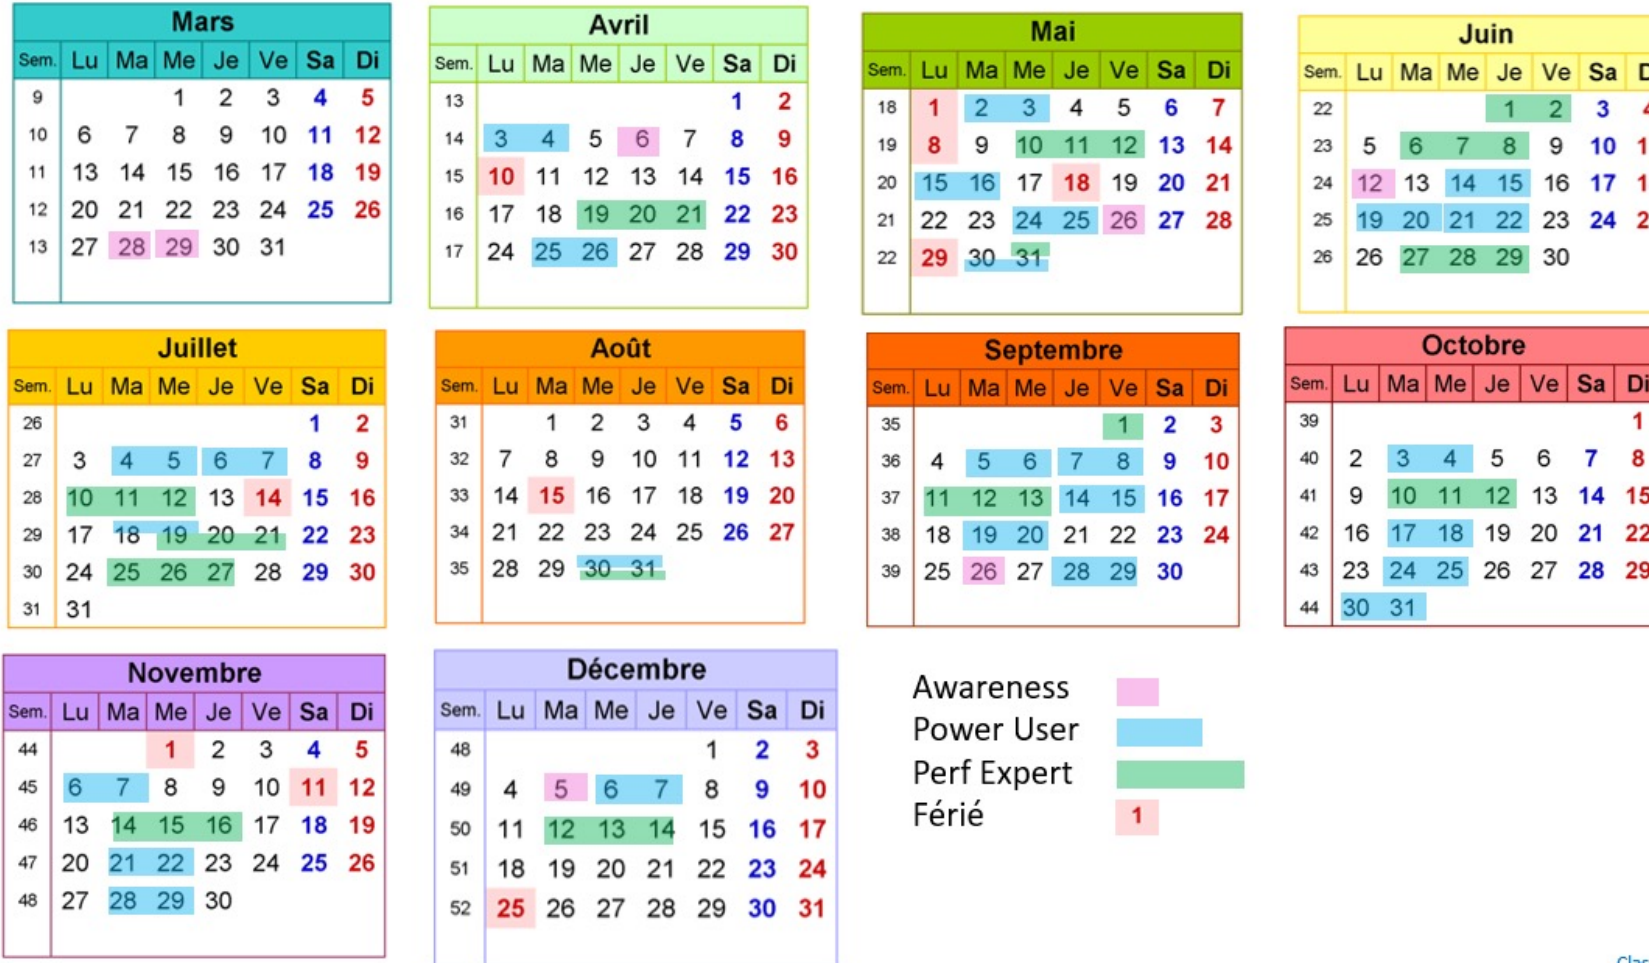 Mars
Sem. Lu Ma Me Je Ve Sa Di
9 1 2 3 4 5
10 6 7 8 9 10 11 12
11 13 14 15 16 17 18 19
12 20 21 22 23 24 25 26
13 27 28 29 30 31
Avril
Sem. Lu Ma Me Je Ve Sa Di
13 1 2
14 3 4 5 6 7 8 9
15 10 11 12 13 14 15 16
16 17 18 19 20 21 22 23
17 24 25 26 27 28 29 30
Mai
Sem. Lu Ma Me Je Ve Sa Di
18 1 2 3 4 5 6 7
19 8 9 10 11 12 13 14
20 15 16 17 18 19 20 21
21 22 23 24 25 26 27 28
22 29 30 31
Juin
Sem. Lu Ma Me Je Ve Sa
22 1 2 3
23 5 6 7 8 9 10
24 12 13 14 15 16 17
25 19 20 21 22 23 24
26 26 27 28 29 30
Juillet
Sem. Lu Ma Me Je Ve Sa Di
26 1 2
27 3 4 5 6 7 8 9
28 10 11 12 13 14 15 16
29 17 18 19 20 21 22 23
30 24 25 26 27 28 29 30
31 31
Août
Sem. Lu Ma Me Je Ve Sa Di
31 1 2 3 4 5 6
32 7 8 9 10 11 12 13
33 14 15 16 17 18 19 20
34 21 22 23 24 25 26 27
35 28 29 30 31
Septembre
Sem. Lu Ma Me Je Ve Sa Di
35 1 2 3
36 4 5 6 7 8 9 10
37 11 12 13 14 15 16 17
38 18 19 20 21 22 23 24
39 25 26 27 28 29 30
Octobre
Sem. Lu Ma Me Je Ve Sa Di
39 1
40 2 3 4 5 6 7 8
41 9 10 11 12 13 14 15
42 16 17 18 19 20 21 22
43 23 24 25 26 27 28 29
44 30 31
Novembre
Sem. Lu Ma Me Je Ve Sa Di
44 1 2 3 4 5
45 6 7 8 9 10 11 12
46 13 14 15 16 17 18 19
47 20 21 22 23 24 25 26
48 27 28 29 30
Décembre
Sem. Lu Ma Me Je Ve Sa Di
48 1 2 3
49 4 5 6 7 8 9 10
50 11 12 13 14 15 16 17
51 18 19 20 21 22 23 24
52 25 26 27 28 29 30 31
Awareness
Power User
Perf Expert
Férié 1